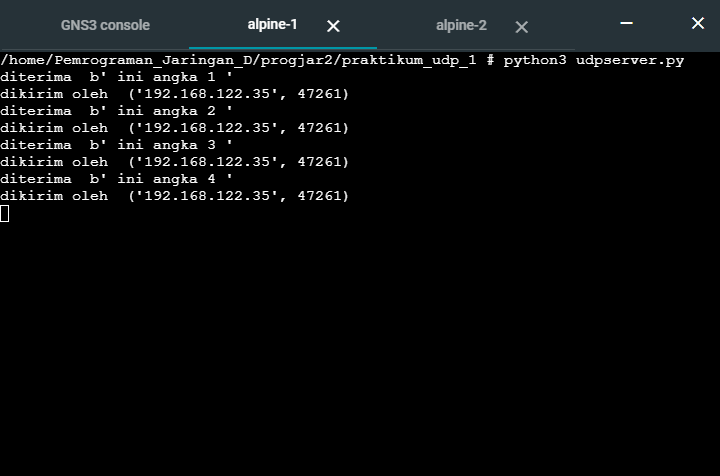 GNS3 console alpine-1 alpine-2
/home/Pemrograman_Jaringan_D/progjar2/praktikum_udp_1 # python3 udpserver.py
diterima  b' ini angka 1 '
dikirim oleh  ('192.168.122.35', 47261)
diterima  b' ini angka 2 '
dikirim oleh  ('192.168.122.35', 47261)
diterima  b' ini angka 3 '
dikirim oleh  ('192.168.122.35', 47261)
diterima  b' ini angka 4 '
dikirim oleh  ('192.168.122.35', 47261)